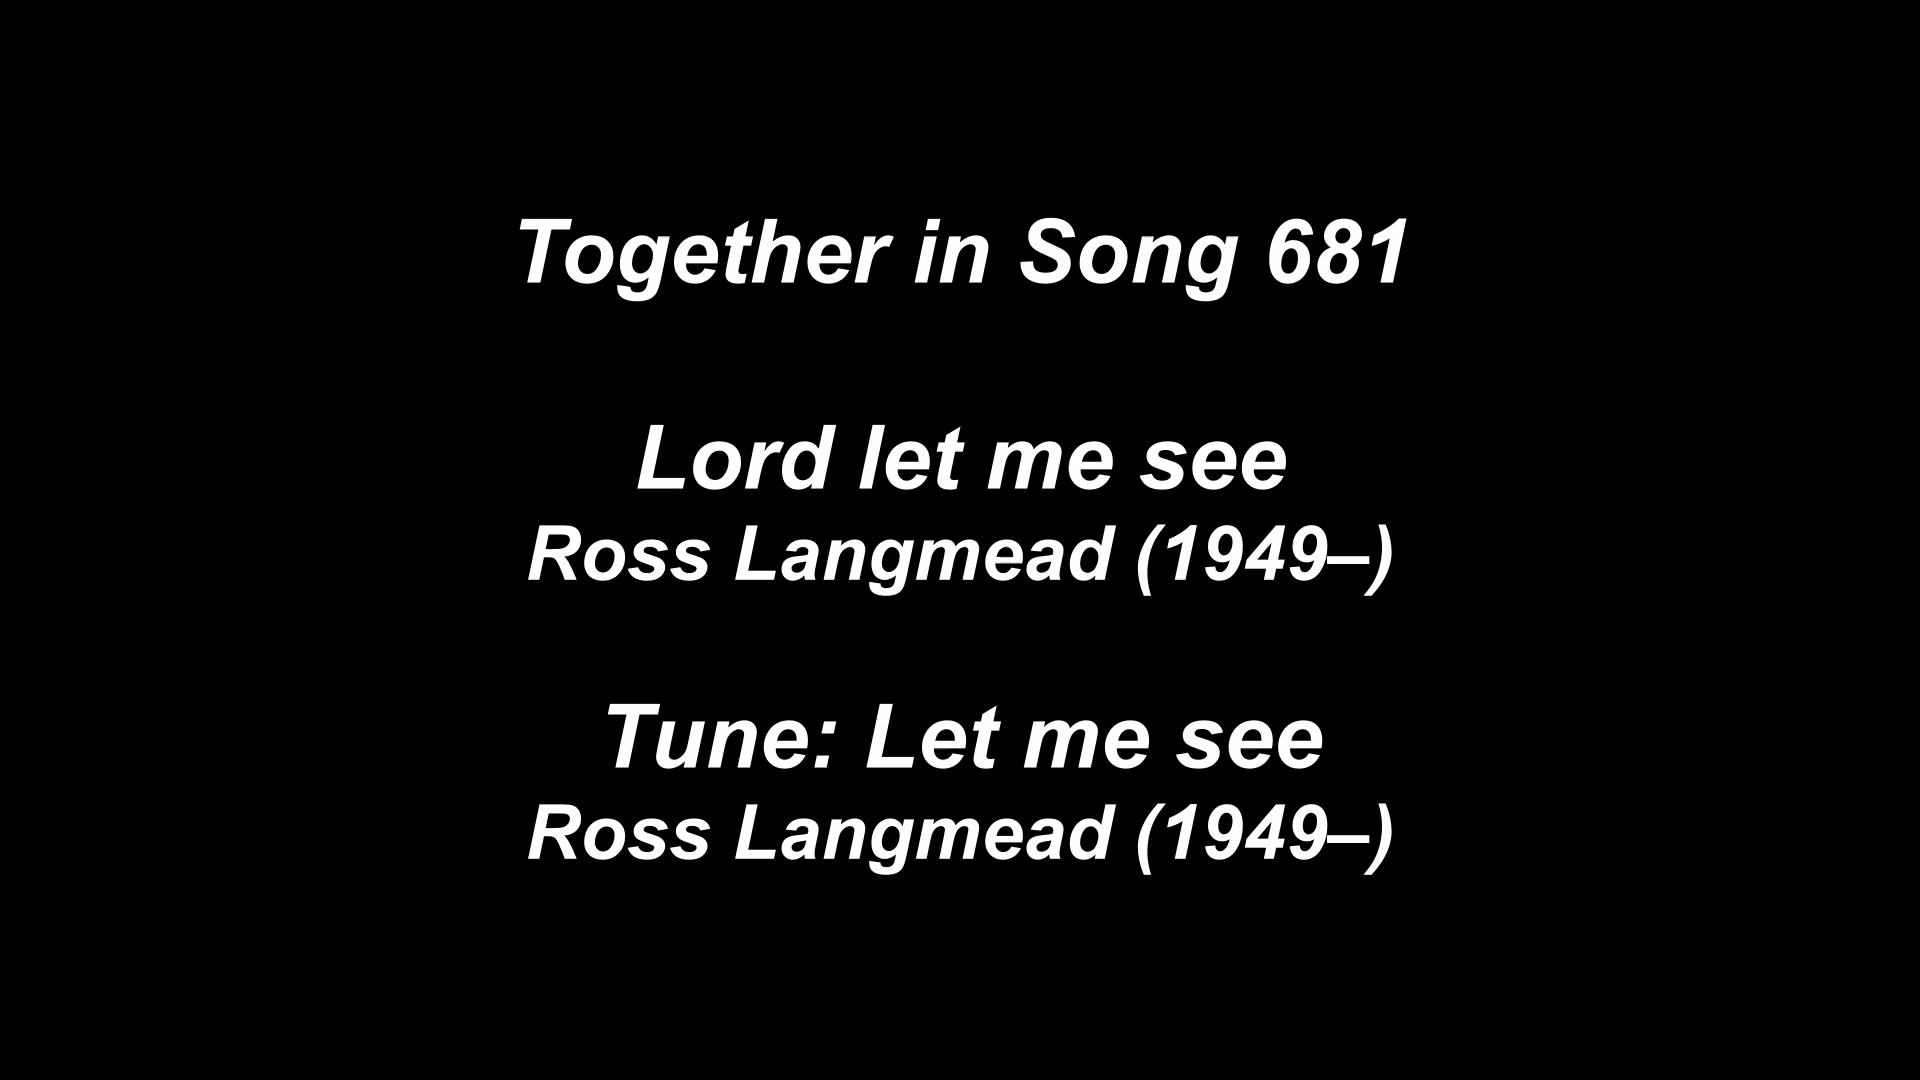 Together in Song 681
Lord let me see
Ross Langmead (1949–)
Tune: Let me see
Ross Langmead (1949–)